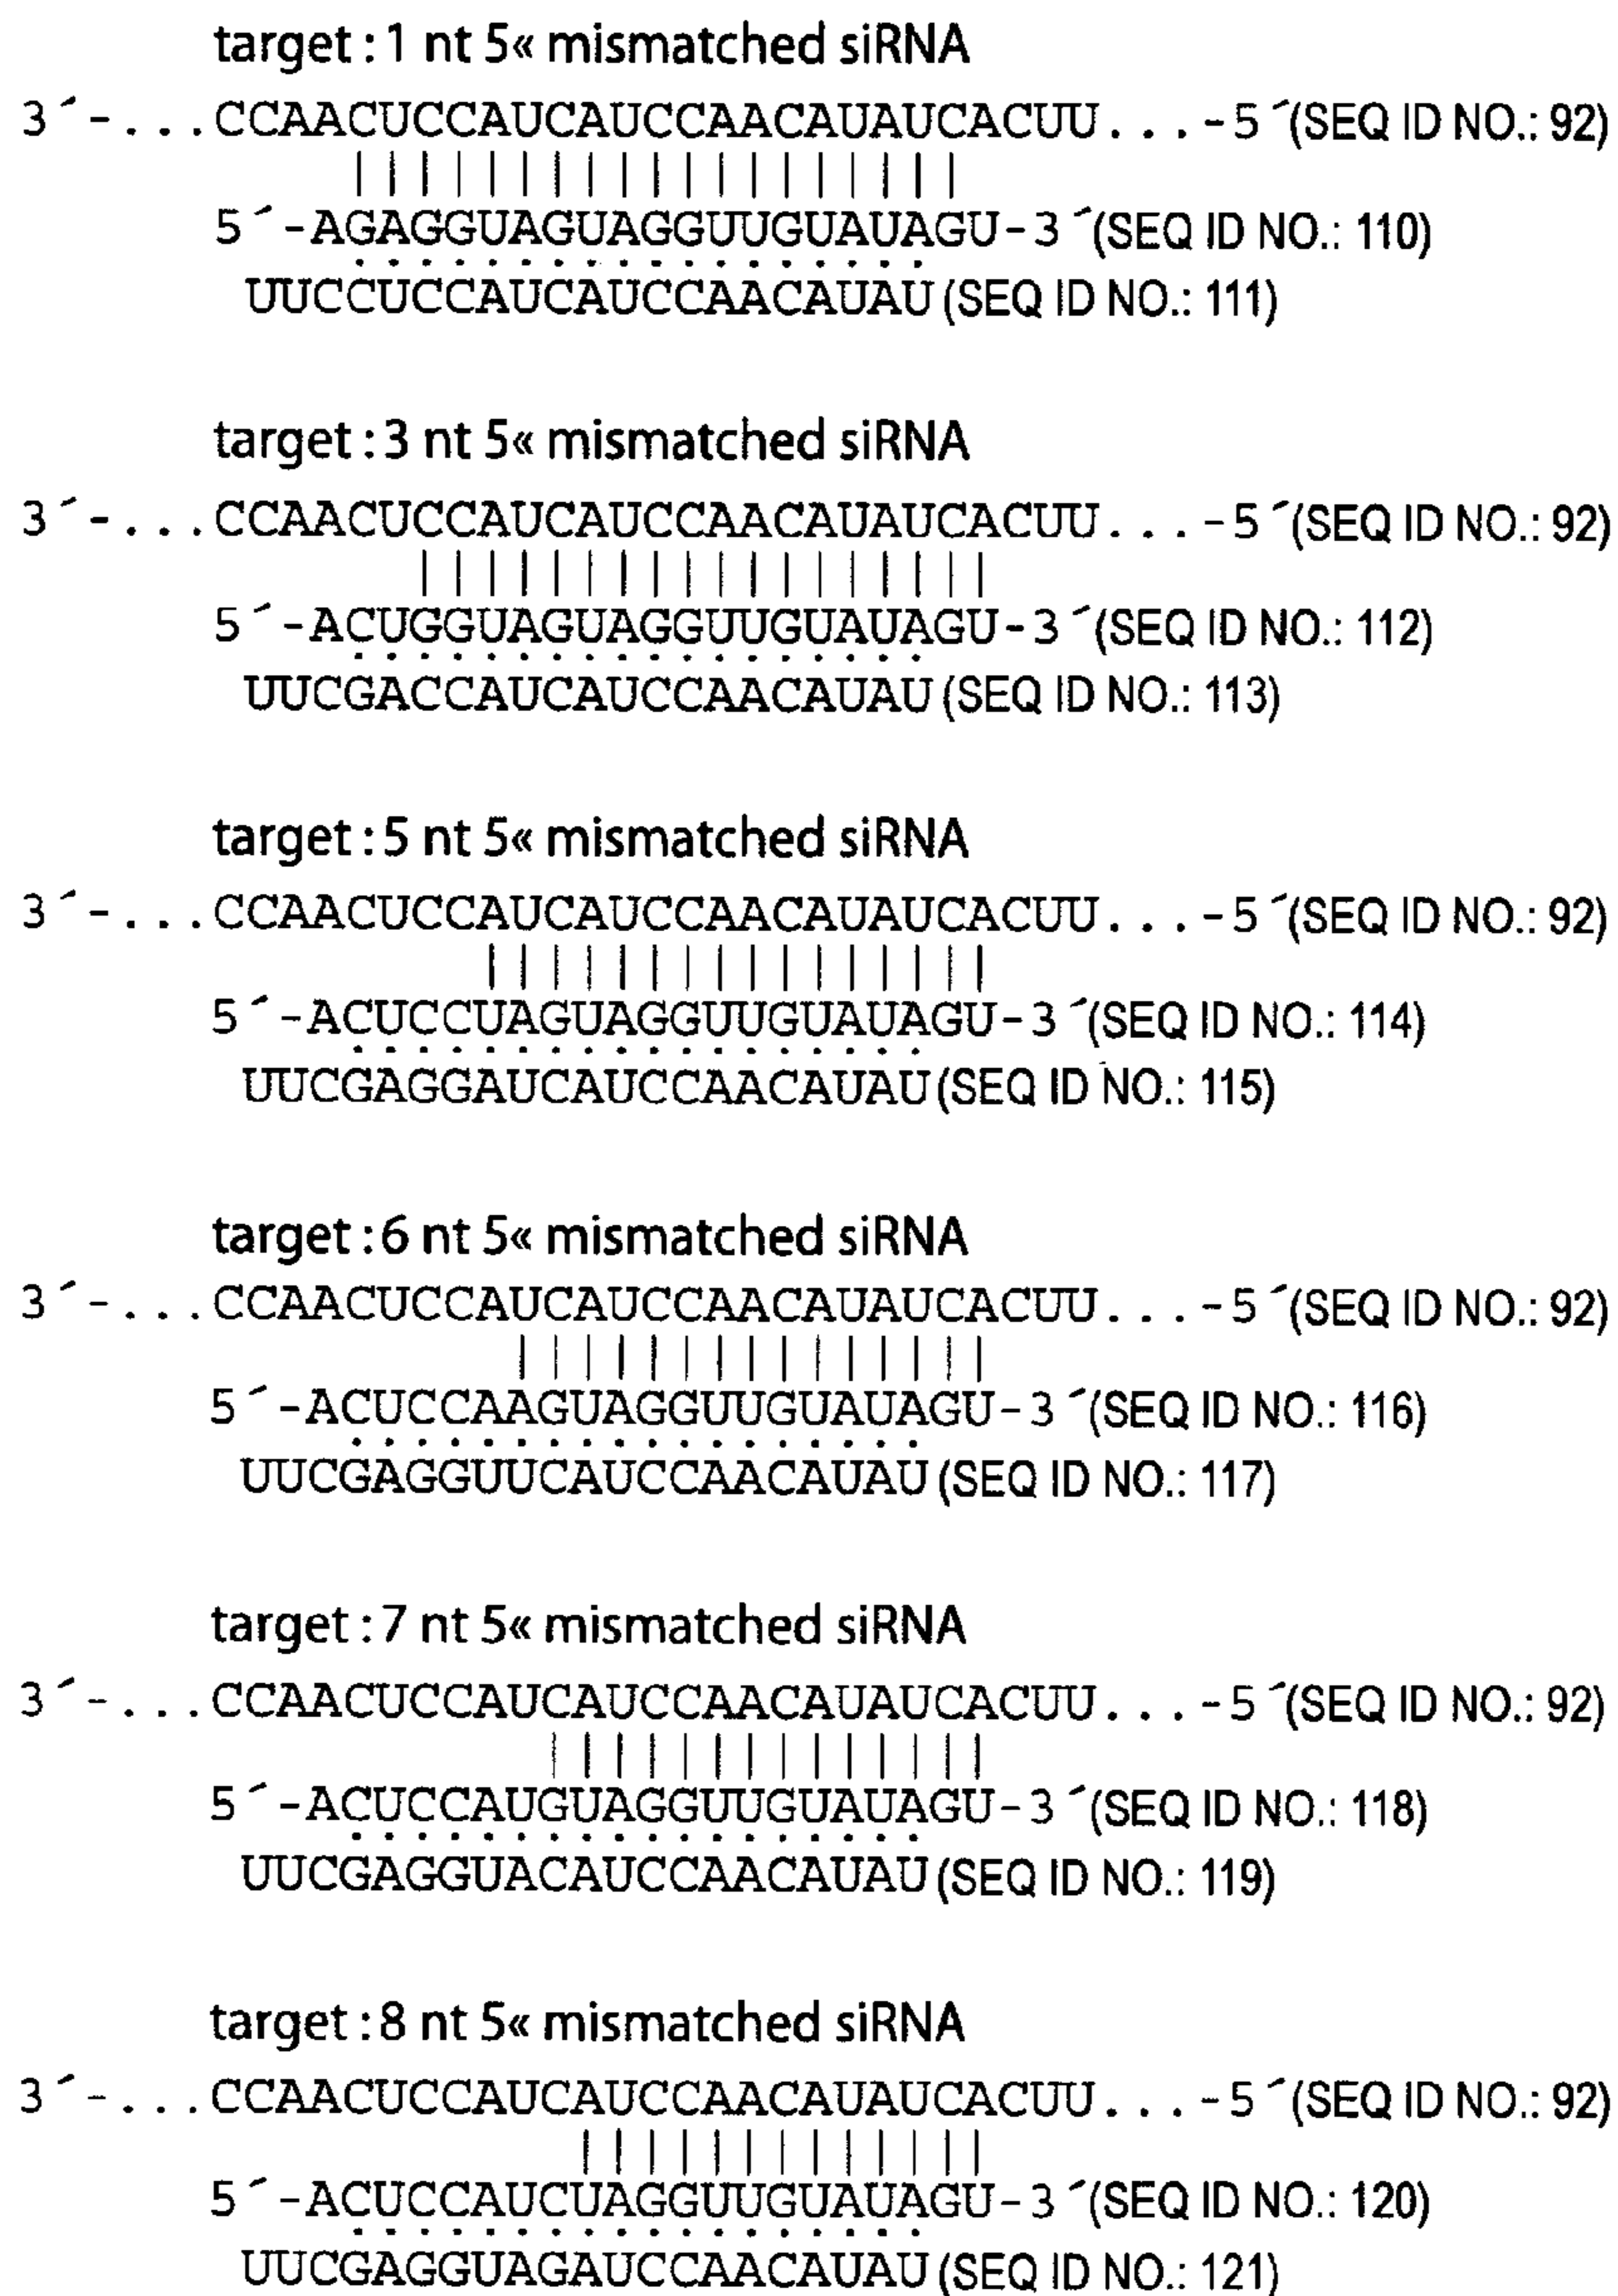 target : 1 nt 5« mismatched siRNA
3´-...CCAACUCCAUCAUCCAACAUAUCACUU...-5´(SEQ ID NO.: 92)
5´-AGAGGUAGUAGGUUGUAUAGU-3´(SEQ ID NO.: 110)
UUCCUCCAUCAUCCAACAUAU (SEQ ID NO.: 111)
target : 3 nt 5« mismatched siRNA
3´-...CCAACUCCAUCAUCCAACAUAUCACUU...-5´(SEQ ID NO.: 92)
5´-ACUGGUAGUAGGUUGUAUAGU-3´(SEQ ID NO.: 112)
UUCGACCAUCAUCCAACAUAU (SEQ ID NO.: 113)
target : 5 nt 5« mismatched siRNA
3´-...CCAACUCCAUCAUCCAACAUAUCACUU...-5´(SEQ ID NO.: 92)
5´-ACUCCUAGUAGGUUGUAUAGU-3´(SEQ ID NO.: 114)
UUCGAGGAUCAUCCAACAUAU (SEQ ID NO.: 115)
target : 6 nt 5« mismatched siRNA
3´-...CCAACUCCAUCAUCCAACAUAUCACUU...-5´(SEQ ID NO.: 92)
5´-ACUCCAAGUAGGUUGUAUAGU-3´(SEQ ID NO.: 116)
UUCGAGGUUCAUCCAACAUAU (SEQ ID NO.: 117)
target : 7 nt 5« mismatched siRNA
3´-...CCAACUCCAUCAUCCAACAUAUCACUU...-5´(SEQ ID NO.: 92)
5´-ACUCCAUGUAGGUUGUAUAGU-3´(SEQ ID NO.: 118)
UUCGAGGUACAUCCAACAUAU (SEQ ID NO.: 119)
target : 8 nt 5« mismatched siRNA
3´-...CCAACUCCAUCAUCCAACAUAUCACUU...-5´(SEQ ID NO.: 92)
5´-ACUCCAUCUAGGUUGUAUAGU-3´(SEQ ID NO.: 120)
UUCGAGGUAGAUCCAACAUAU (SEQ ID NO.: 121)